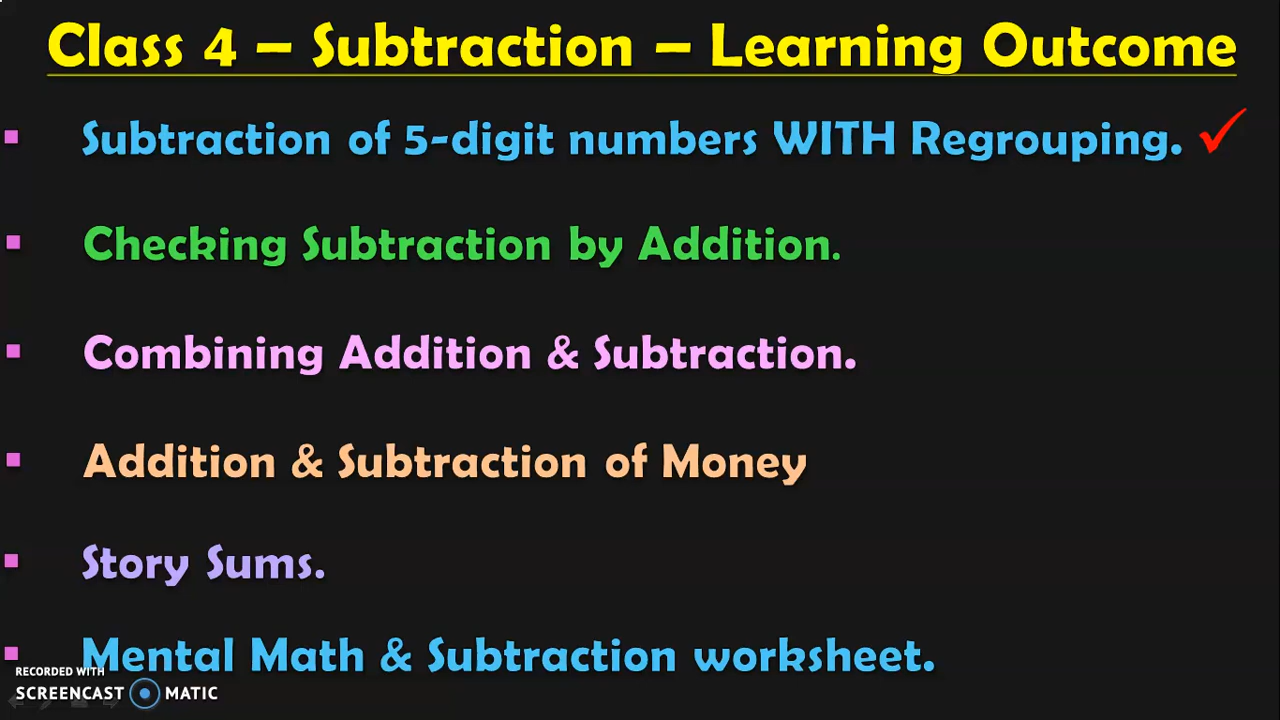 Class 4 – Subtraction – Learning Outcome
▪ Subtraction of 5-digit numbers WITH Regrouping. ✓
▪ Checking Subtraction by Addition.
▪ Combining Addition & Subtraction.
▪ Addition & Subtraction of Money
▪ Story Sums.
▪ Mental Math & Subtraction worksheet.
RECORDED WITH
SCREENCAST MATIC